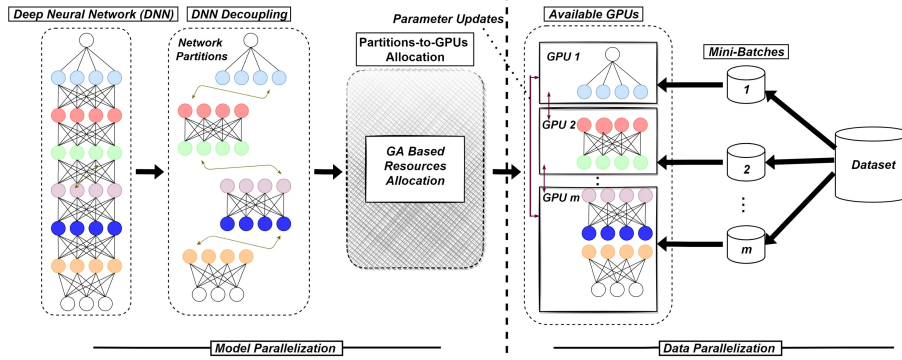 Deep Neural Network (DNN)
DNN Decoupling
Parameter Updates
Available GPUs
Network
Partitions
Partitions-to-GPUs
Allocation
GPU 1
Mini-Batches
1
GPU 2
GA Based
Resources
Allocation
2
Dataset
GPU m
m
Model Parallelization
Data Parallelization